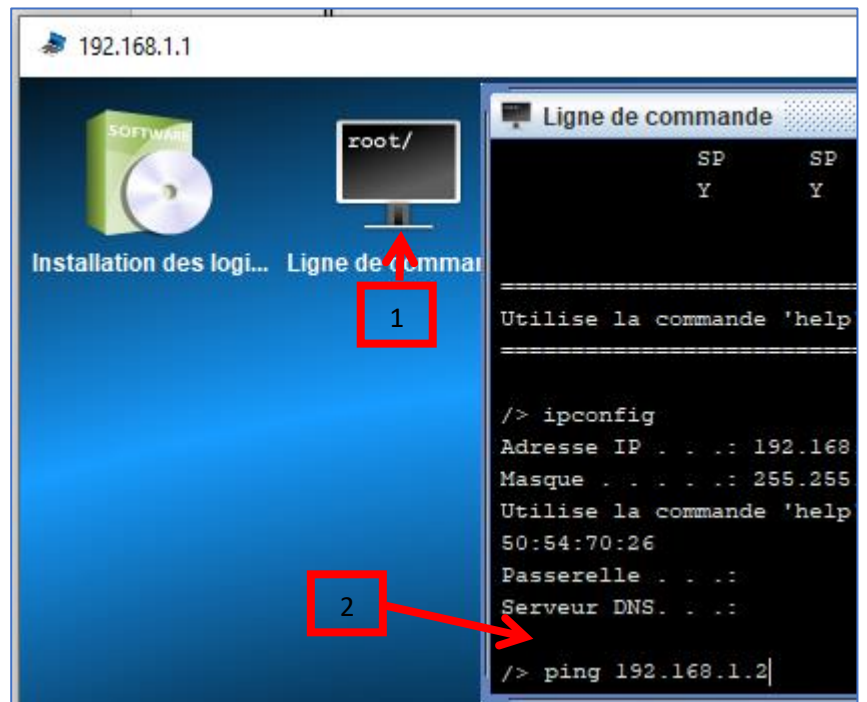 192.168.1.1
SOFTWARE
root/
Installation des logi...
Ligne de commar
1
2
Ligne de commande
SP SP
Y Y
==============================
Utilise la commande 'help
==============================
/> ipconfig
Adresse IP . . .: 192.168
Masque . . . . .: 255.255
Utilise la commande 'help
50:54:70:26
Passerelle . . .:
Serveur DNS. . .:
/> ping 192.168.1.2